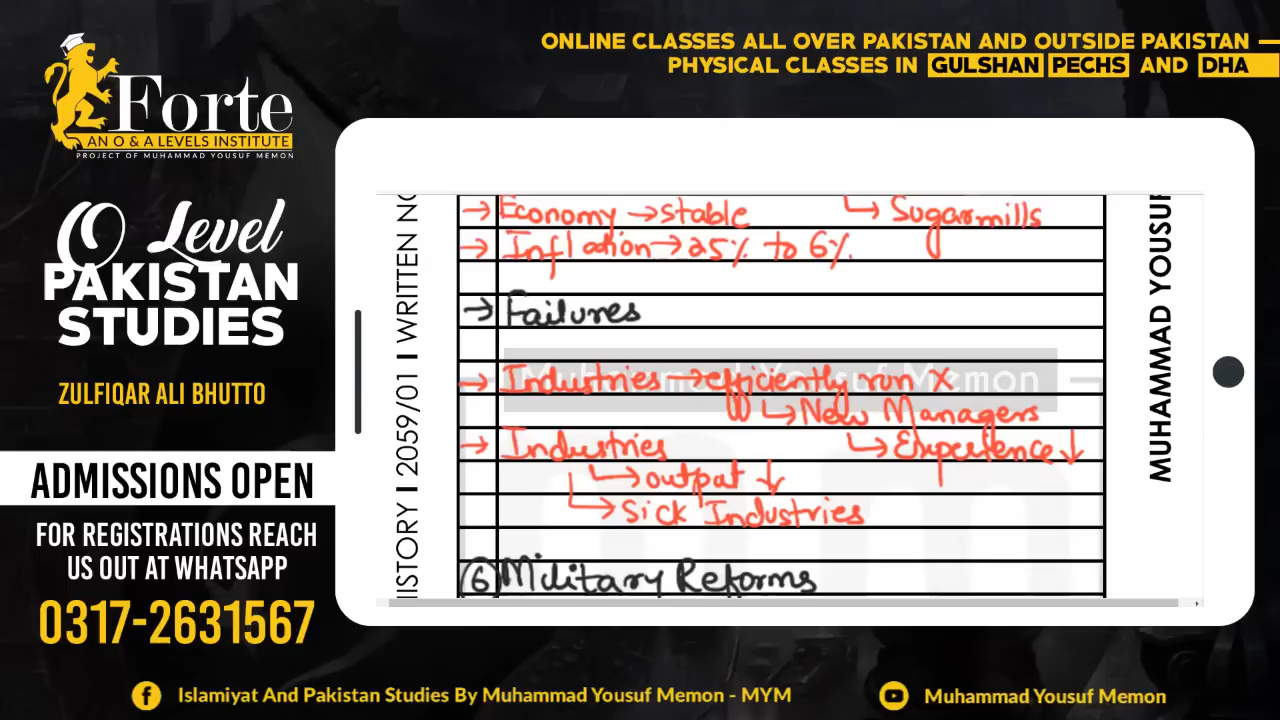 ONLINE CLASSES ALL OVER PAKISTAN AND OUTSIDE PAKISTAN
PHYSICAL CLASSES IN GULSHAN PECHS AND DHA
Forte
AN O & A LEVELS INSTITUTE
PROJECT OF MUHAMMAD YOUSUF MEMON
O Level
PAKISTAN
STUDIES
ZULFIQAR ALI BHUTTO
ADMISSIONS OPEN
FOR REGISTRATIONS REACH
US OUT AT WHATSAPP
0317-2631567
HISTORY I 2059/01 I WRITTEN NO
→ Economy → stable ↳ Sugarmills
→ Inflation → 25% to 6%.
→ Failures
Muhammad Yousuf Memon
→ Industries → efficiently run X
↳ New Managers
→ Industries ↳ Experience ↓
↳ output ↓
↳ Sick Industries
(6) Military Reforms
MUHAMMAD YOUSUF
Islamiyat And Pakistan Studies By Muhammad Yousuf Memon - MYM
Muhammad Yousuf Memon